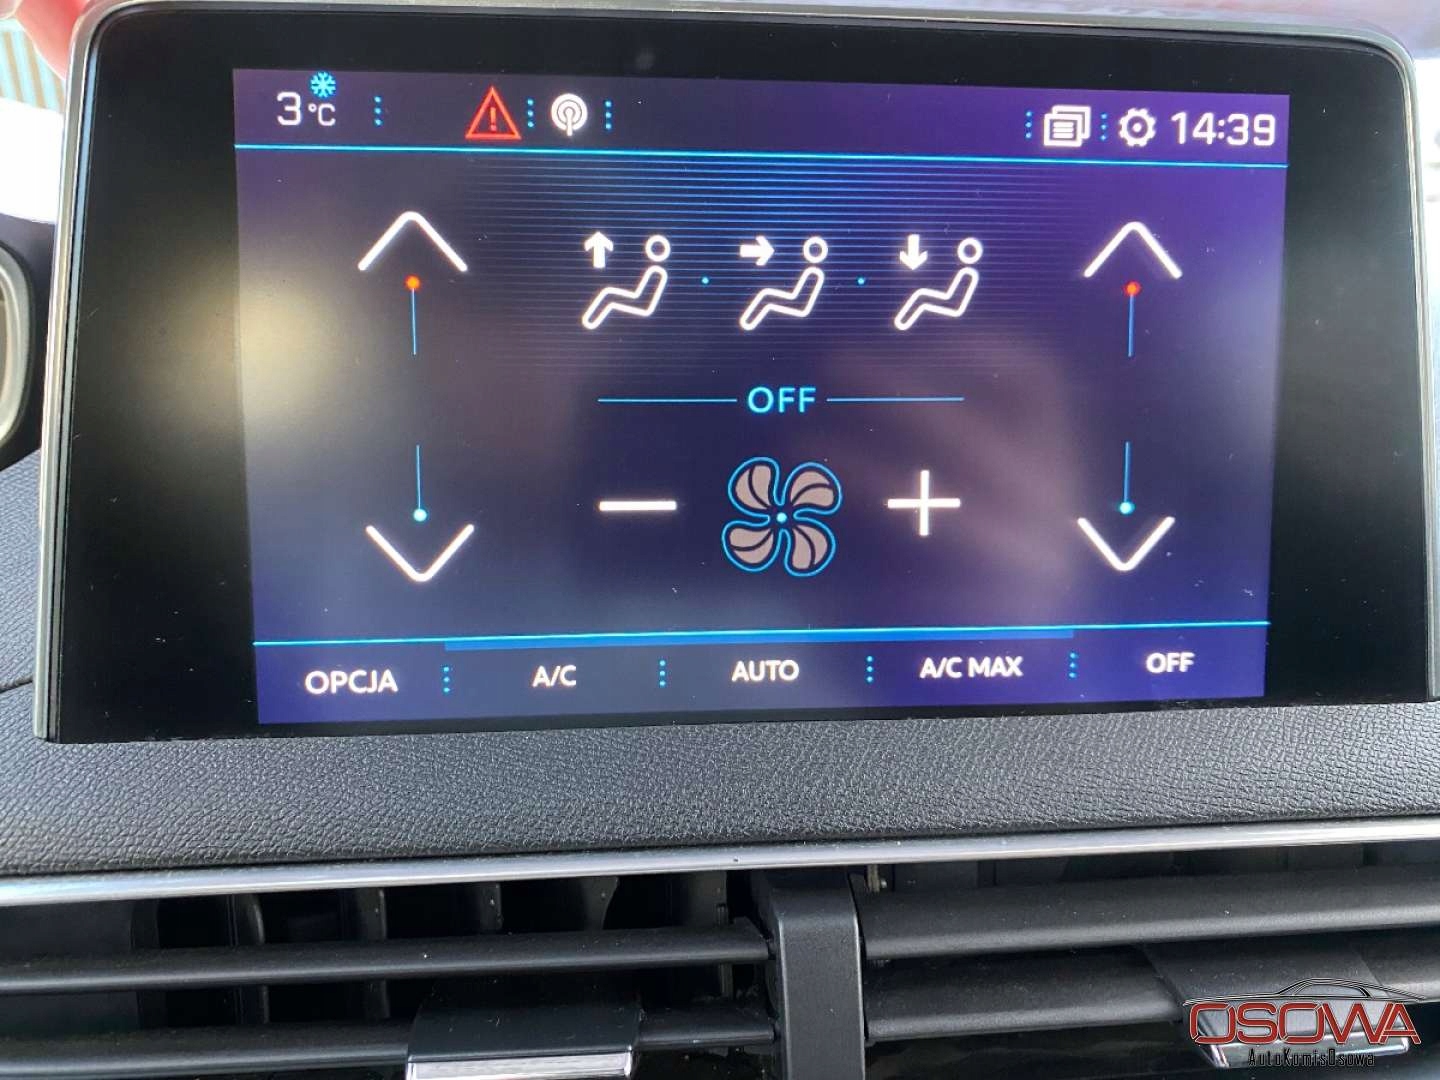 3 °C
14:39
OFF
OPCJA A/C AUTO A/C MAX OFF
OSOWA
AutoKomisOsowa